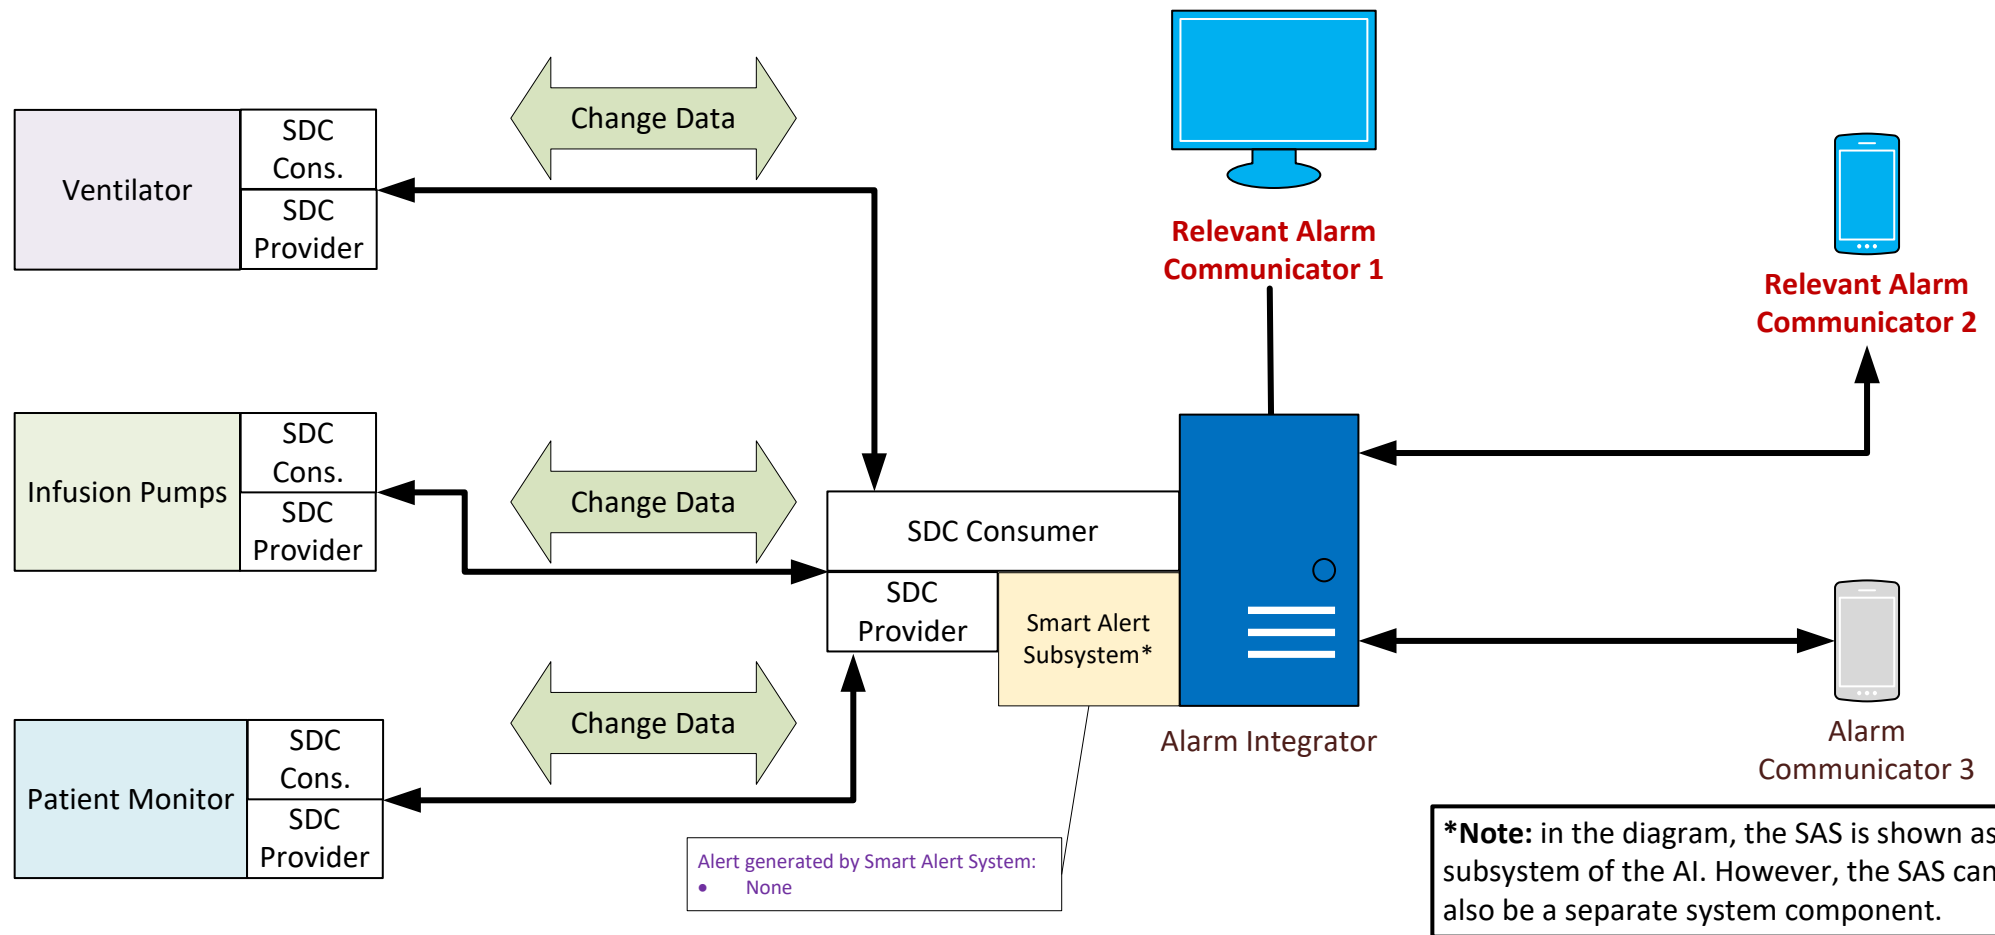 Change Data
SDC
Cons.
Ventilator
SDC
Provider
Relevant Alarm
Communicator 1
Relevant Alarm
Communicator 2
Change Data
SDC
Cons.
Infusion Pumps
SDC
Provider
SDC Consumer
SDC
Provider
Smart Alert
Subsystem*
Alarm Integrator
Alarm
Communicator 3
Change Data
SDC
Cons.
Patient Monitor
SDC
Provider
Alert generated by Smart Alert System:
• None
*Note: in the diagram, the SAS is shown as
subsystem of the AI. However, the SAS can
also be a separate system component.